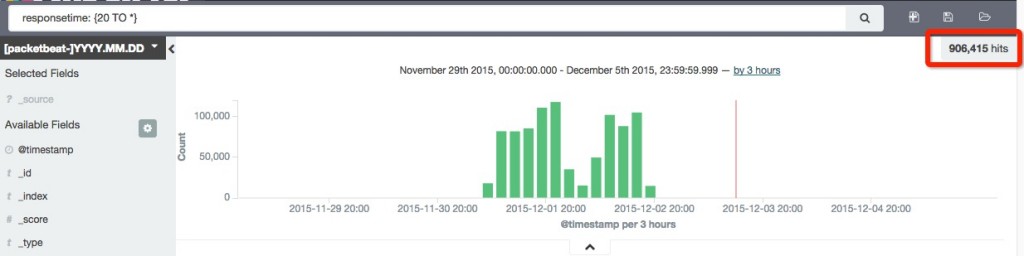 responsetime: {20 TO *}
[packetbeat-]YYYY.MM.DD
906,415 hits
Selected Fields
? _source
Available Fields
@timestamp
t _id
t _index
# _score
t _type
November 29th 2015, 00:00:00.000 - December 5th 2015, 23:59:59.999 — by 3 hours
Count
100,000
50,000
0
2015-11-29 20:00
2015-11-30 20:00
2015-12-01 20:00
2015-12-02 20:00
2015-12-03 20:00
2015-12-04 20:00
@timestamp per 3 hours